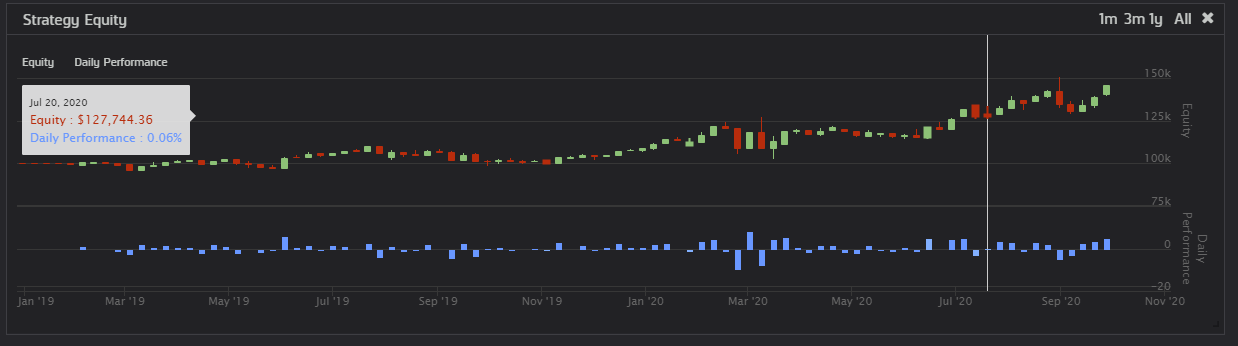 Strategy Equity
1m 3m 1y All ✖
Equity Daily Performance
Jul 20, 2020
Equity : $127,744.36
Daily Performance : 0.06%
150k
125k
100k
75k
Equity
0
-20
Daily
Performance
Jan '19 Mar '19 May '19 Jul '19 Sep '19 Nov '19 Jan '20 Mar '20 May '20 Jul '20 Sep '20 Nov '20